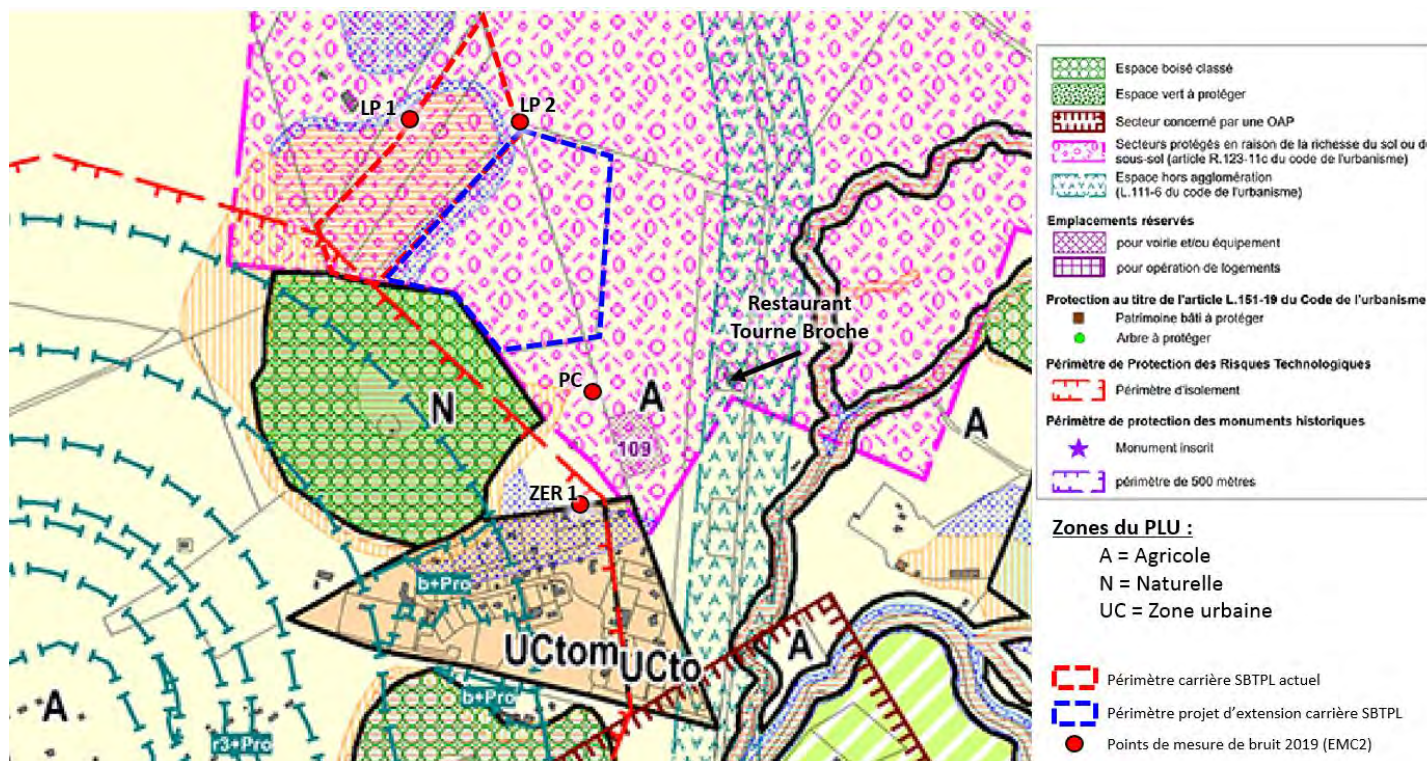 LP 1
LP 2
Restaurant
Tourne Broche
PC
A
N
109
A
ZER 1
b+Pro
UCtom
UCto
A
b+Pro
A
r3+Pro
Espace boisé classé
Espace vert à protéger
Secteur concerné par une OAP
Secteurs protégés en raison de la richesse du sol ou de
sous-sol (article R.123-11c du code de l'urbanisme)
Espace hors agglomération
(L.111-6 du code de l'urbanisme)
Emplacements réservés
pour voirie et/ou équipement
pour opération de logements
Protection au titre de l'article L.151-19 du Code de l'urbanisme
Patrimoine bâti à protéger
Arbre à protéger
Périmètre de Protection des Risques Technologiques
Périmètre d'isolement
Périmètre de protection des monuments historiques
Monument inscrit
périmètre de 500 mètres
Zones du PLU :
A = Agricole
N = Naturelle
UC = Zone urbaine
Périmètre carrière SBTPL actuel
Périmètre projet d'extension carrière SBTPL
Points de mesure de bruit 2019 (EMC2)